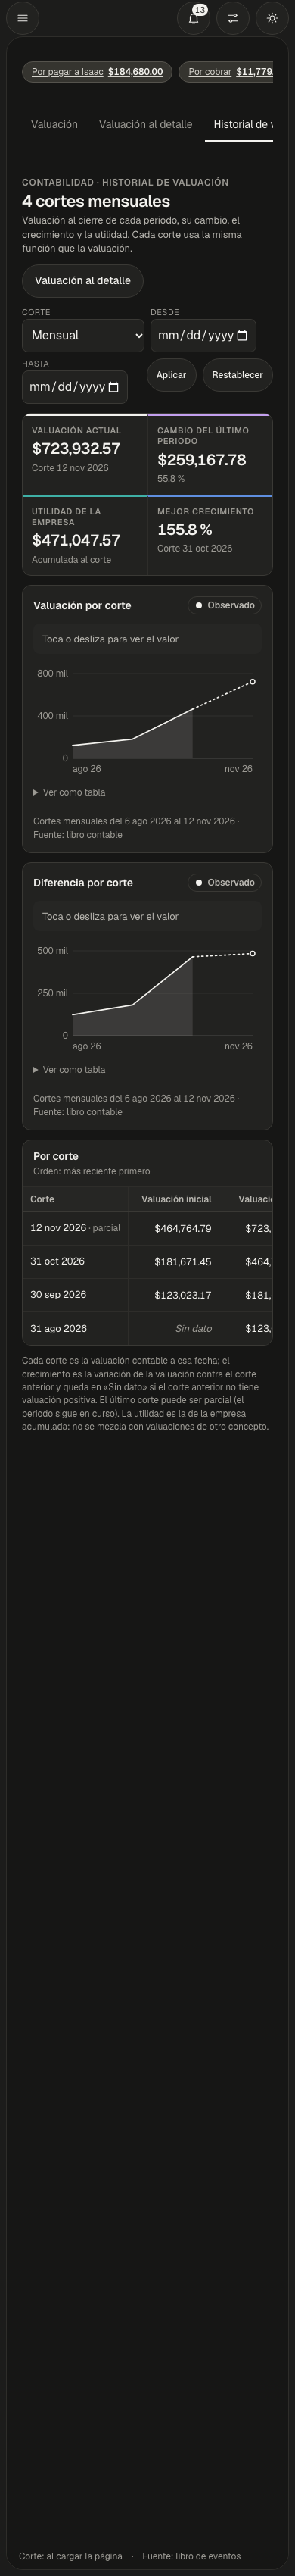 13
Por pagar a Isaac $184,680.00
Por cobrar $11,779
Valuación
Valuación al detalle
Historial de v
CONTABILIDAD · HISTORIAL DE VALUACIÓN
4 cortes mensuales
Valuación al cierre de cada periodo, su cambio, el
crecimiento y la utilidad. Cada corte usa la misma
función que la valuación.
Valuación al detalle
CORTE
DESDE
Mensual
mm/dd/yyyy
HASTA
mm/dd/yyyy
Aplicar
Restablecer
VALUACIÓN ACTUAL
$723,932.57
Corte 12 nov 2026
CAMBIO DEL ÚLTIMO
PERIODO
$259,167.78
55.8 %
UTILIDAD DE LA
EMPRESA
$471,047.57
Acumulada al corte
MEJOR CRECIMIENTO
155.8 %
Corte 31 oct 2026
Valuación por corte
Observado
Toca o desliza para ver el valor
800 mil
400 mil
0
ago 26
nov 26
Ver como tabla
Cortes mensuales del 6 ago 2026 al 12 nov 2026 ·
Fuente: libro contable
Diferencia por corte
Observado
Toca o desliza para ver el valor
500 mil
250 mil
0
ago 26
nov 26
Ver como tabla
Cortes mensuales del 6 ago 2026 al 12 nov 2026 ·
Fuente: libro contable
Por corte
Orden: más reciente primero
Corte Valuación inicial Valuació
12 nov 2026 · parcial $464,764.79 $723,9
31 oct 2026 $181,671.45 $464,7
30 sep 2026 $123,023.17 $181,6
31 ago 2026 Sin dato $123,0
Cada corte es la valuación contable a esa fecha; el
crecimiento es la variación de la valuación contra el corte
anterior y queda en «Sin dato» si el corte anterior no tiene
valuación positiva. El último corte puede ser parcial (el
periodo sigue en curso). La utilidad es la de la empresa
acumulada: no se mezcla con valuaciones de otro concepto.
Corte: al cargar la página · Fuente: libro de eventos